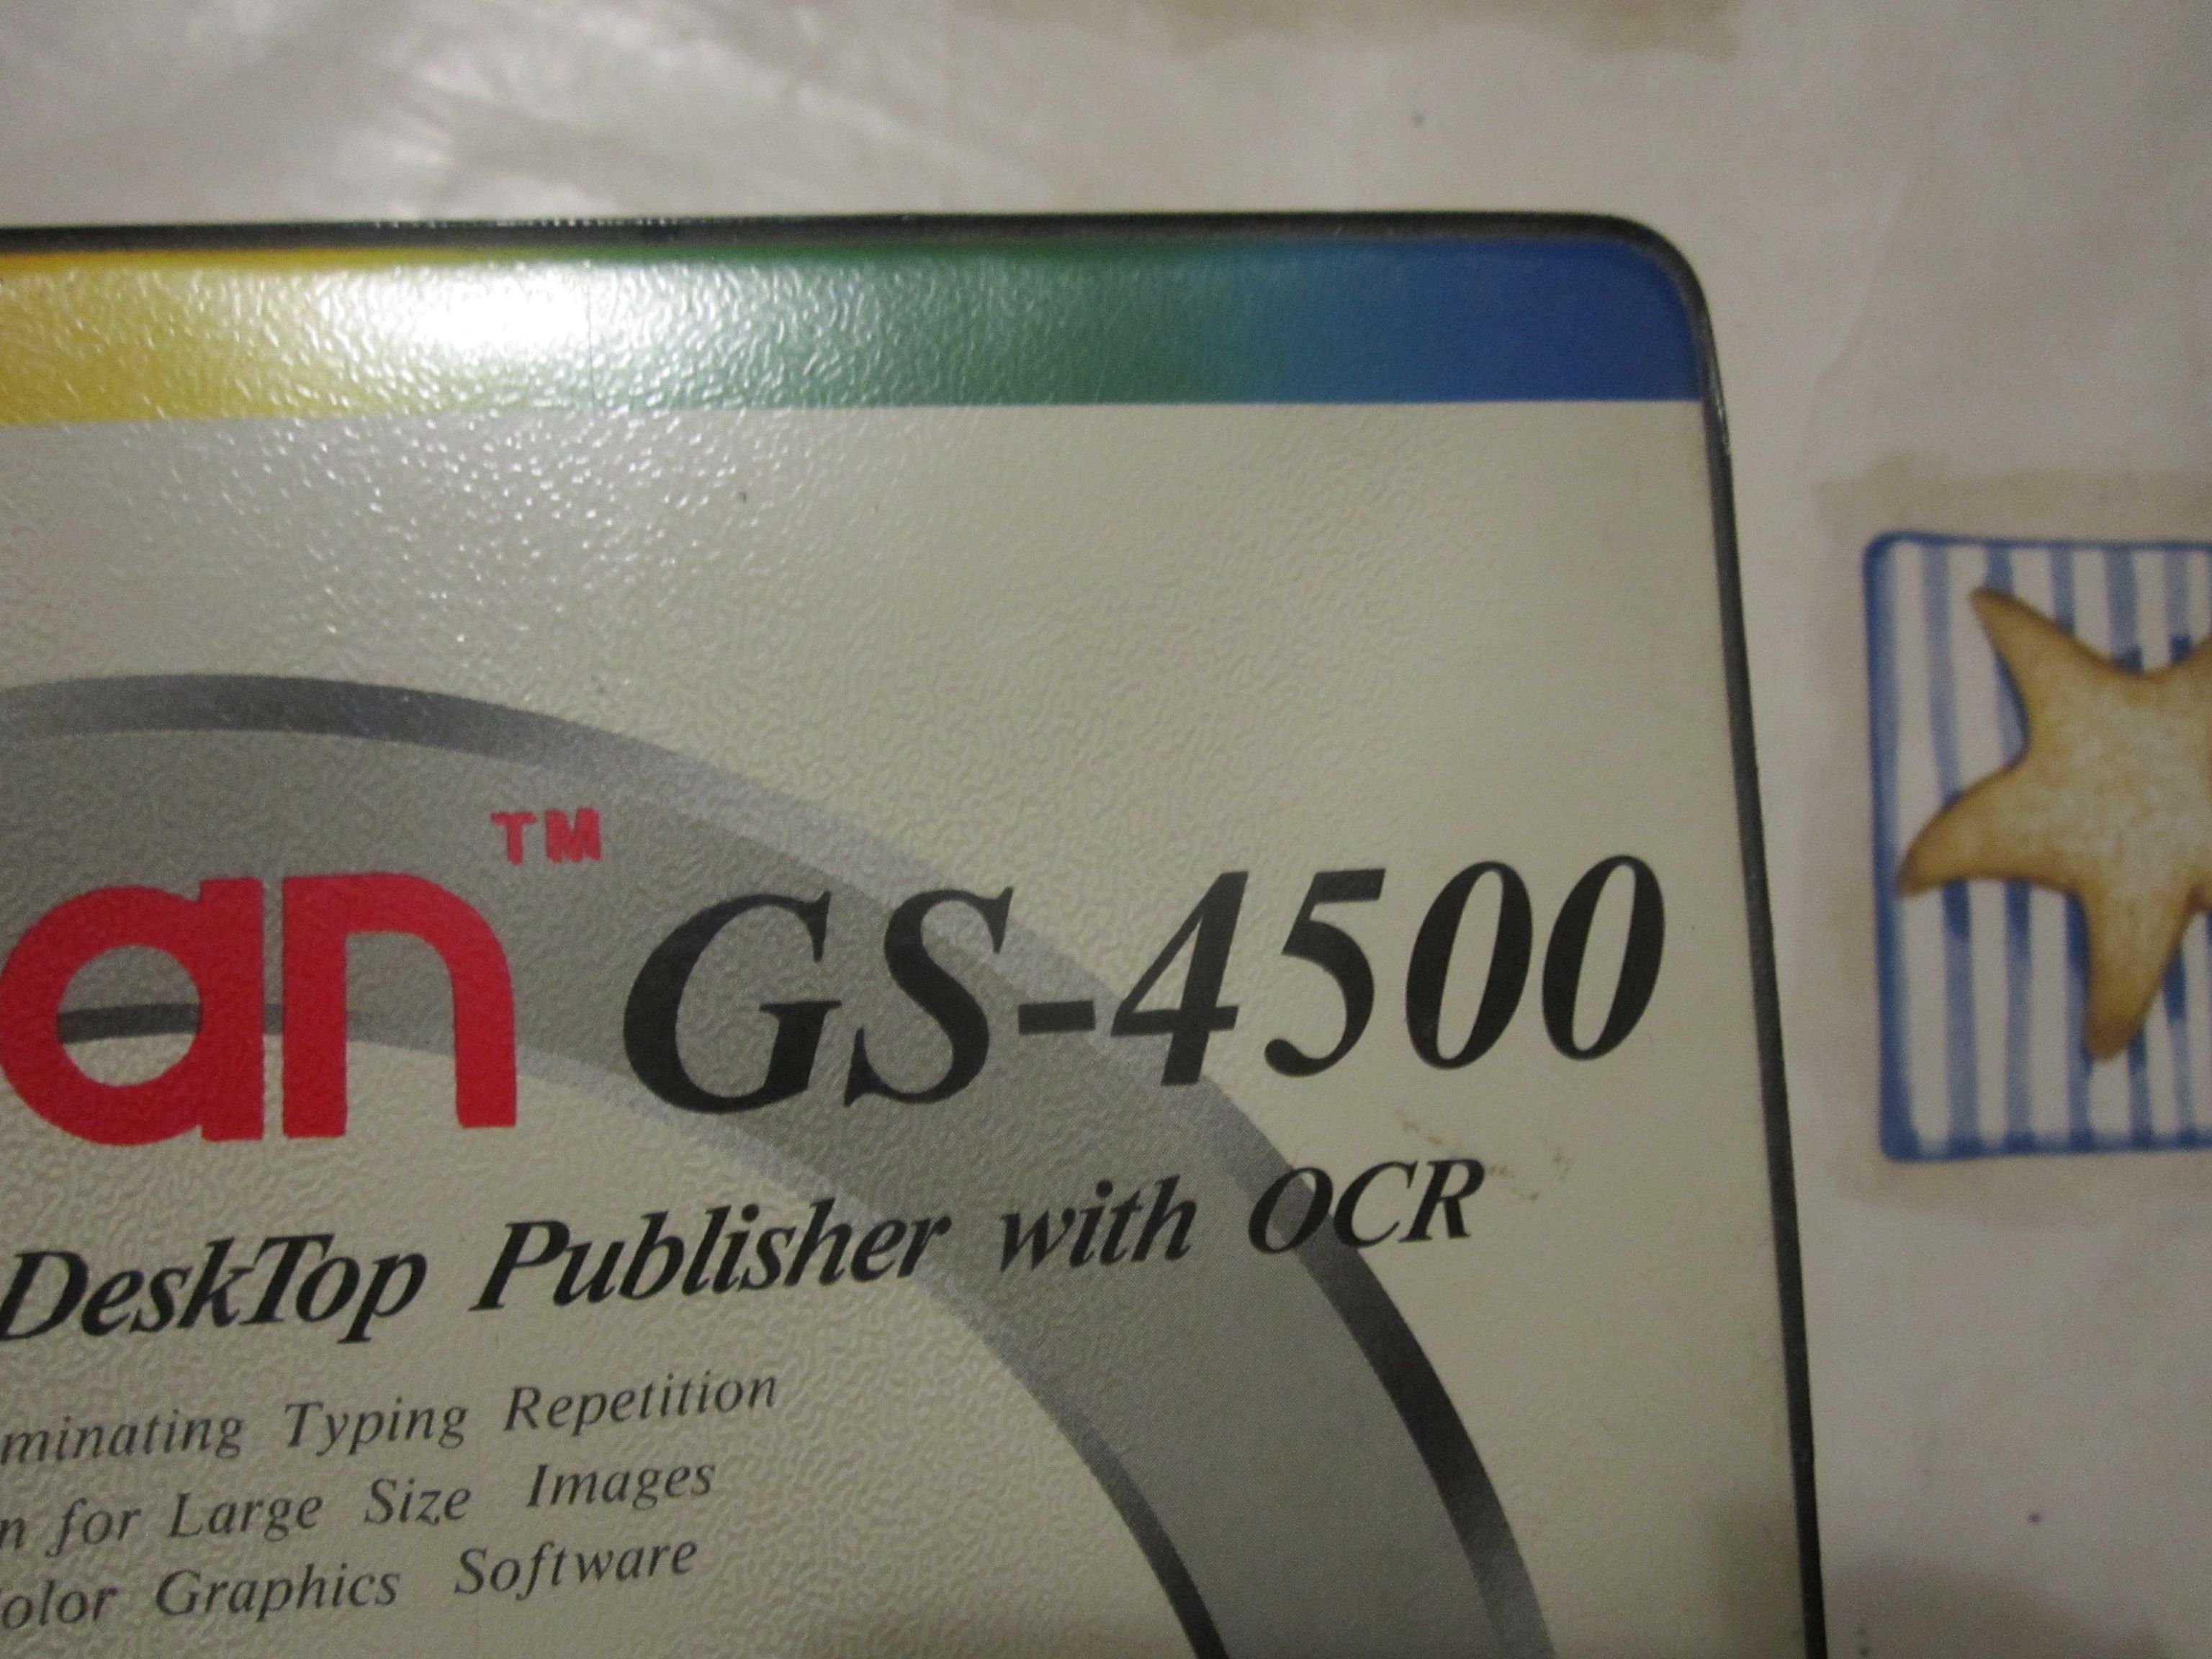 an™ GS-4500
DeskTop Publisher with OCR
minating Typing Repetition
n for Large Size Images
olor Graphics Software